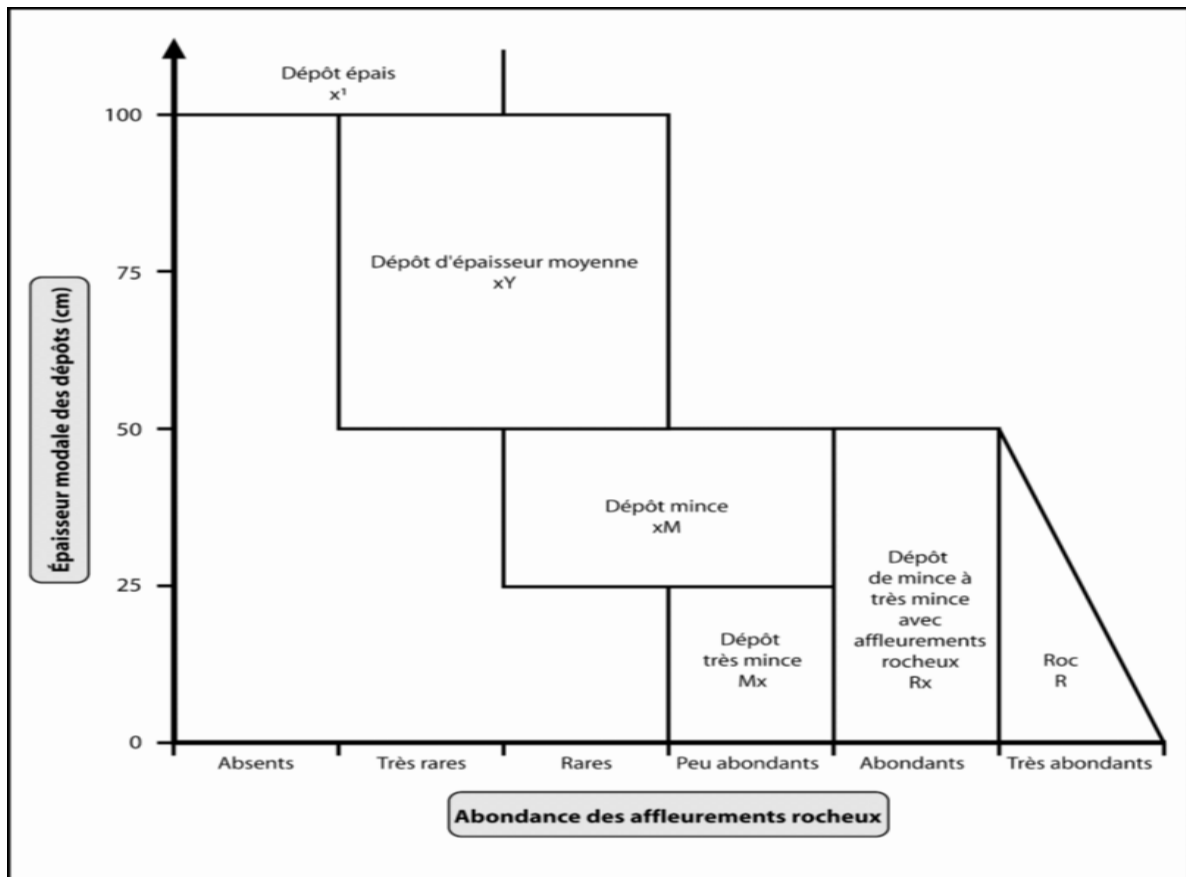 Dépôt épais
x¹
100
Dépôt d'épaisseur moyenne
xY
75
Épaisseur modale des dépôts (cm)
50
Dépôt mince
xM
25
Dépôt
très mince
Mx
Dépôt
de mince à
très mince
avec
affleurements
rocheux
Rx
Roc
R
0
Absents
Très rares
Rares
Peu abondants
Abondants
Très abondants
Abondance des affleurements rocheux